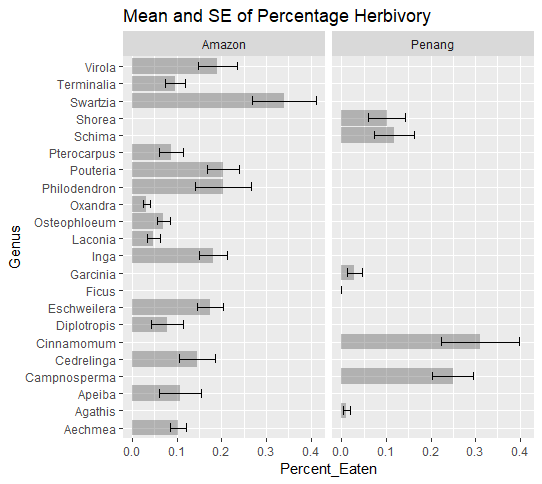 Mean and SE of Percentage Herbivory
Amazon Penang
Genus
Virola
Terminalia
Swartzia
Shorea
Schima
Pterocarpus
Pouteria
Philodendron
Oxandra
Osteophloeum
Laconia
Inga
Garcinia
Ficus
Eschweilera
Diplotropis
Cinnamomum
Cedrelinga
Campnosperma
Apeiba
Agathis
Aechmea
0.0 0.1 0.2 0.3 0.4 0.0 0.1 0.2 0.3 0.4
Percent_Eaten